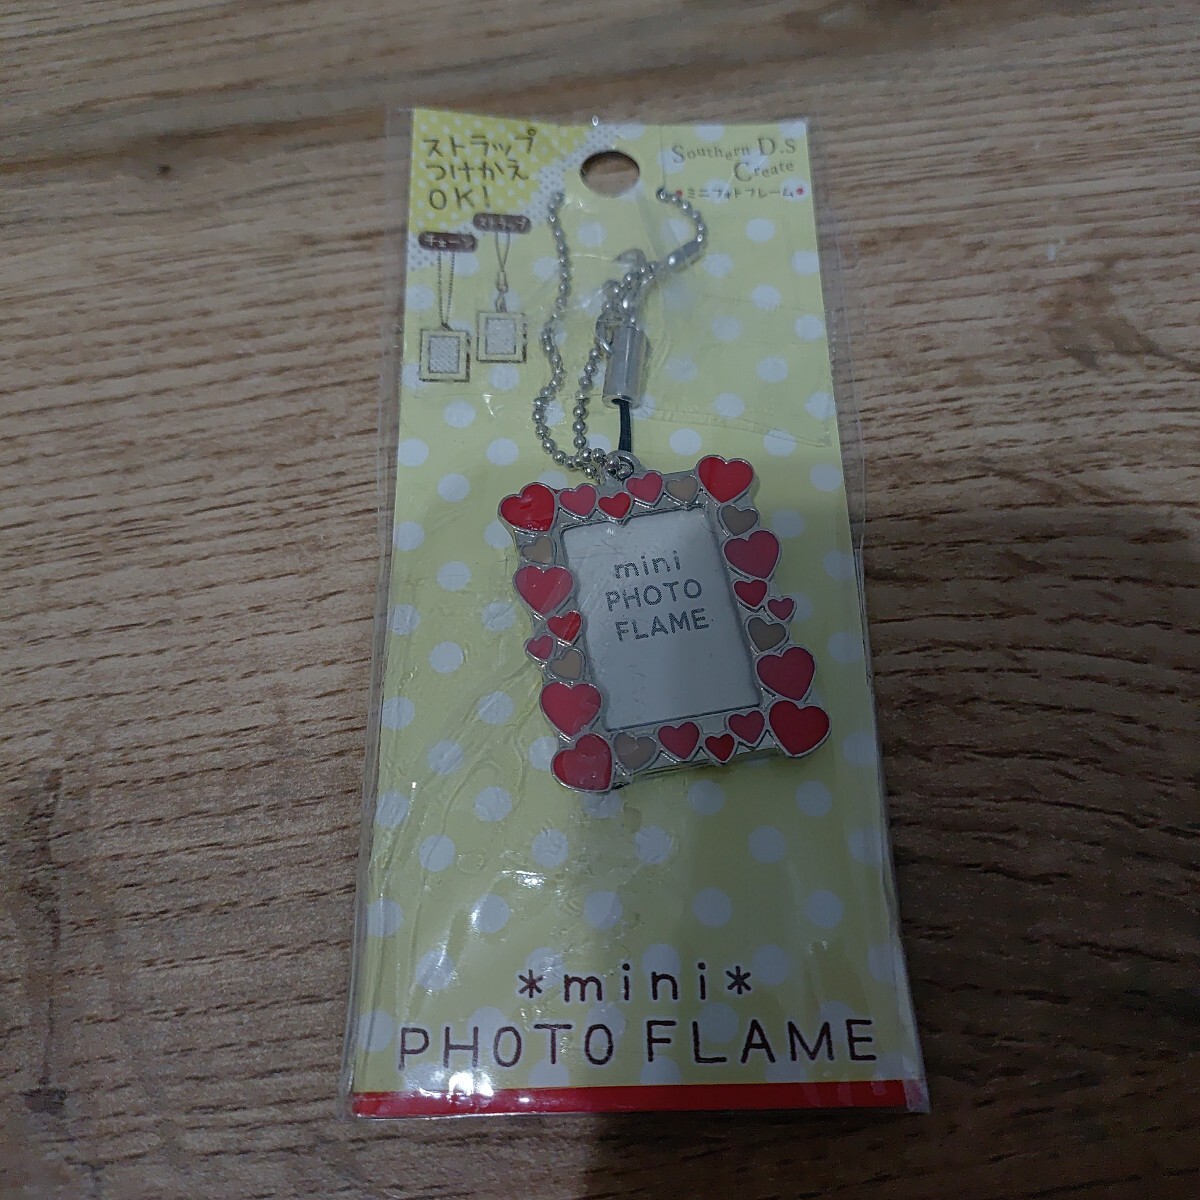 ストラップ
つけかえ
OK!
Southern D.S
Create
ミニフォトフレーム
ストラップ
チェーン
mini
PHOTO
FLAME
*mini*
PHOTO FLAME